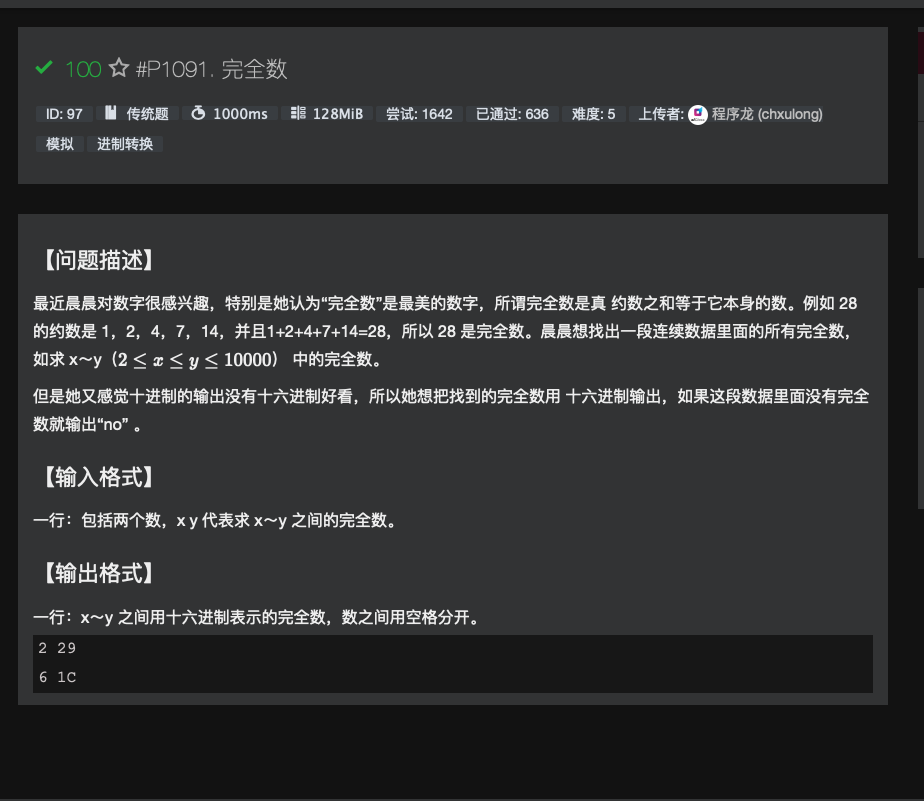 100 #P1091. 完全数
ID: 97 传统题 1000ms 128MiB 尝试: 1642 已通过: 636 难度: 5 上传者: 程序龙 (chxulong)
模拟 进制转换
【问题描述】
最近晨晨对数字很感兴趣，特别是她认为“完全数”是最美的数字，所谓完全数是真 约数之和等于它本身的数。例如 28
的约数是 1，2，4，7，14，并且1+2+4+7+14=28，所以 28 是完全数。晨晨想找出一段连续数据里面的所有完全数，
如求 x～y（2 ≤ x ≤ y ≤ 10000） 中的完全数。
但是她又感觉十进制的输出没有十六进制好看，所以她想把找到的完全数用 十六进制输出，如果这段数据里面没有完全
数就输出“no” 。
【输入格式】
一行：包括两个数，x y 代表求 x～y 之间的完全数。
【输出格式】
一行：x～y 之间用十六进制表示的完全数，数之间用空格分开。
2 29
6 1C